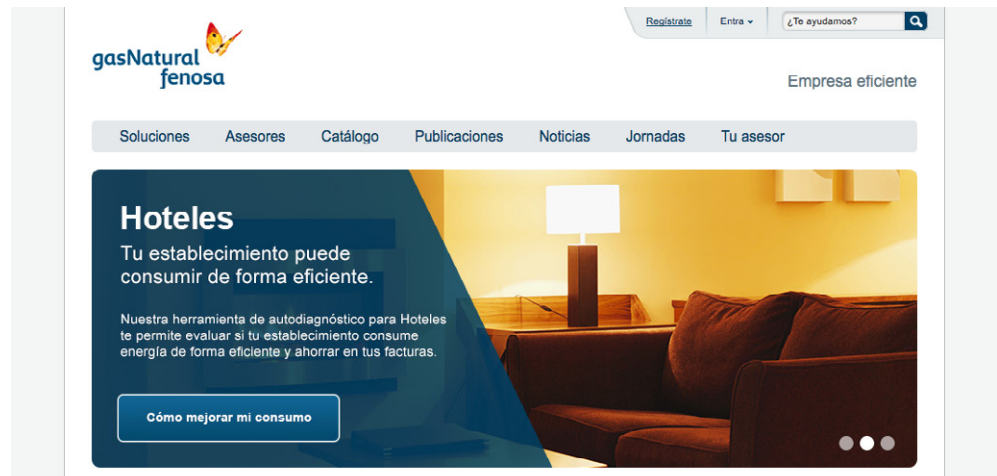 Regístrate
Entra
¿Te ayudamos?
gasNatural
fenosa
Empresa eficiente
Soluciones Asesores Catálogo Publicaciones Noticias Jornadas Tu asesor
Hoteles
Tu establecimiento puede
consumir de forma eficiente.
Nuestra herramienta de autodiagnóstico para Hoteles
te permite evaluar si tu establecimiento consume
energía de forma eficiente y ahorrar en tus facturas.
Cómo mejorar mi consumo